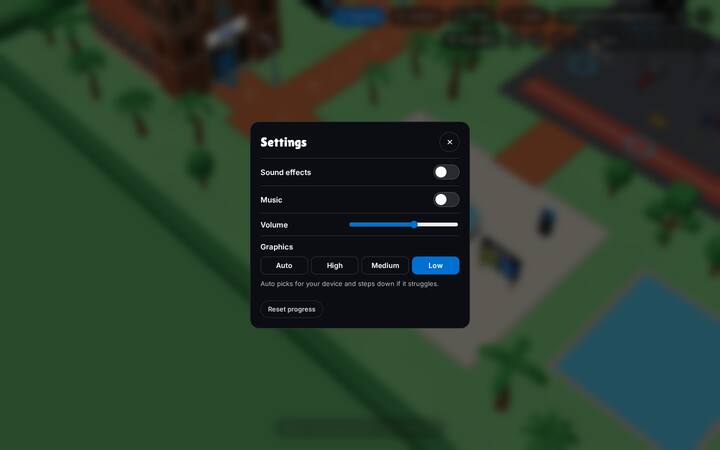 Settings
Sound effects
Music
Volume
Graphics
Auto High Medium Low
Auto picks for your device and steps down if it struggles.
Reset progress